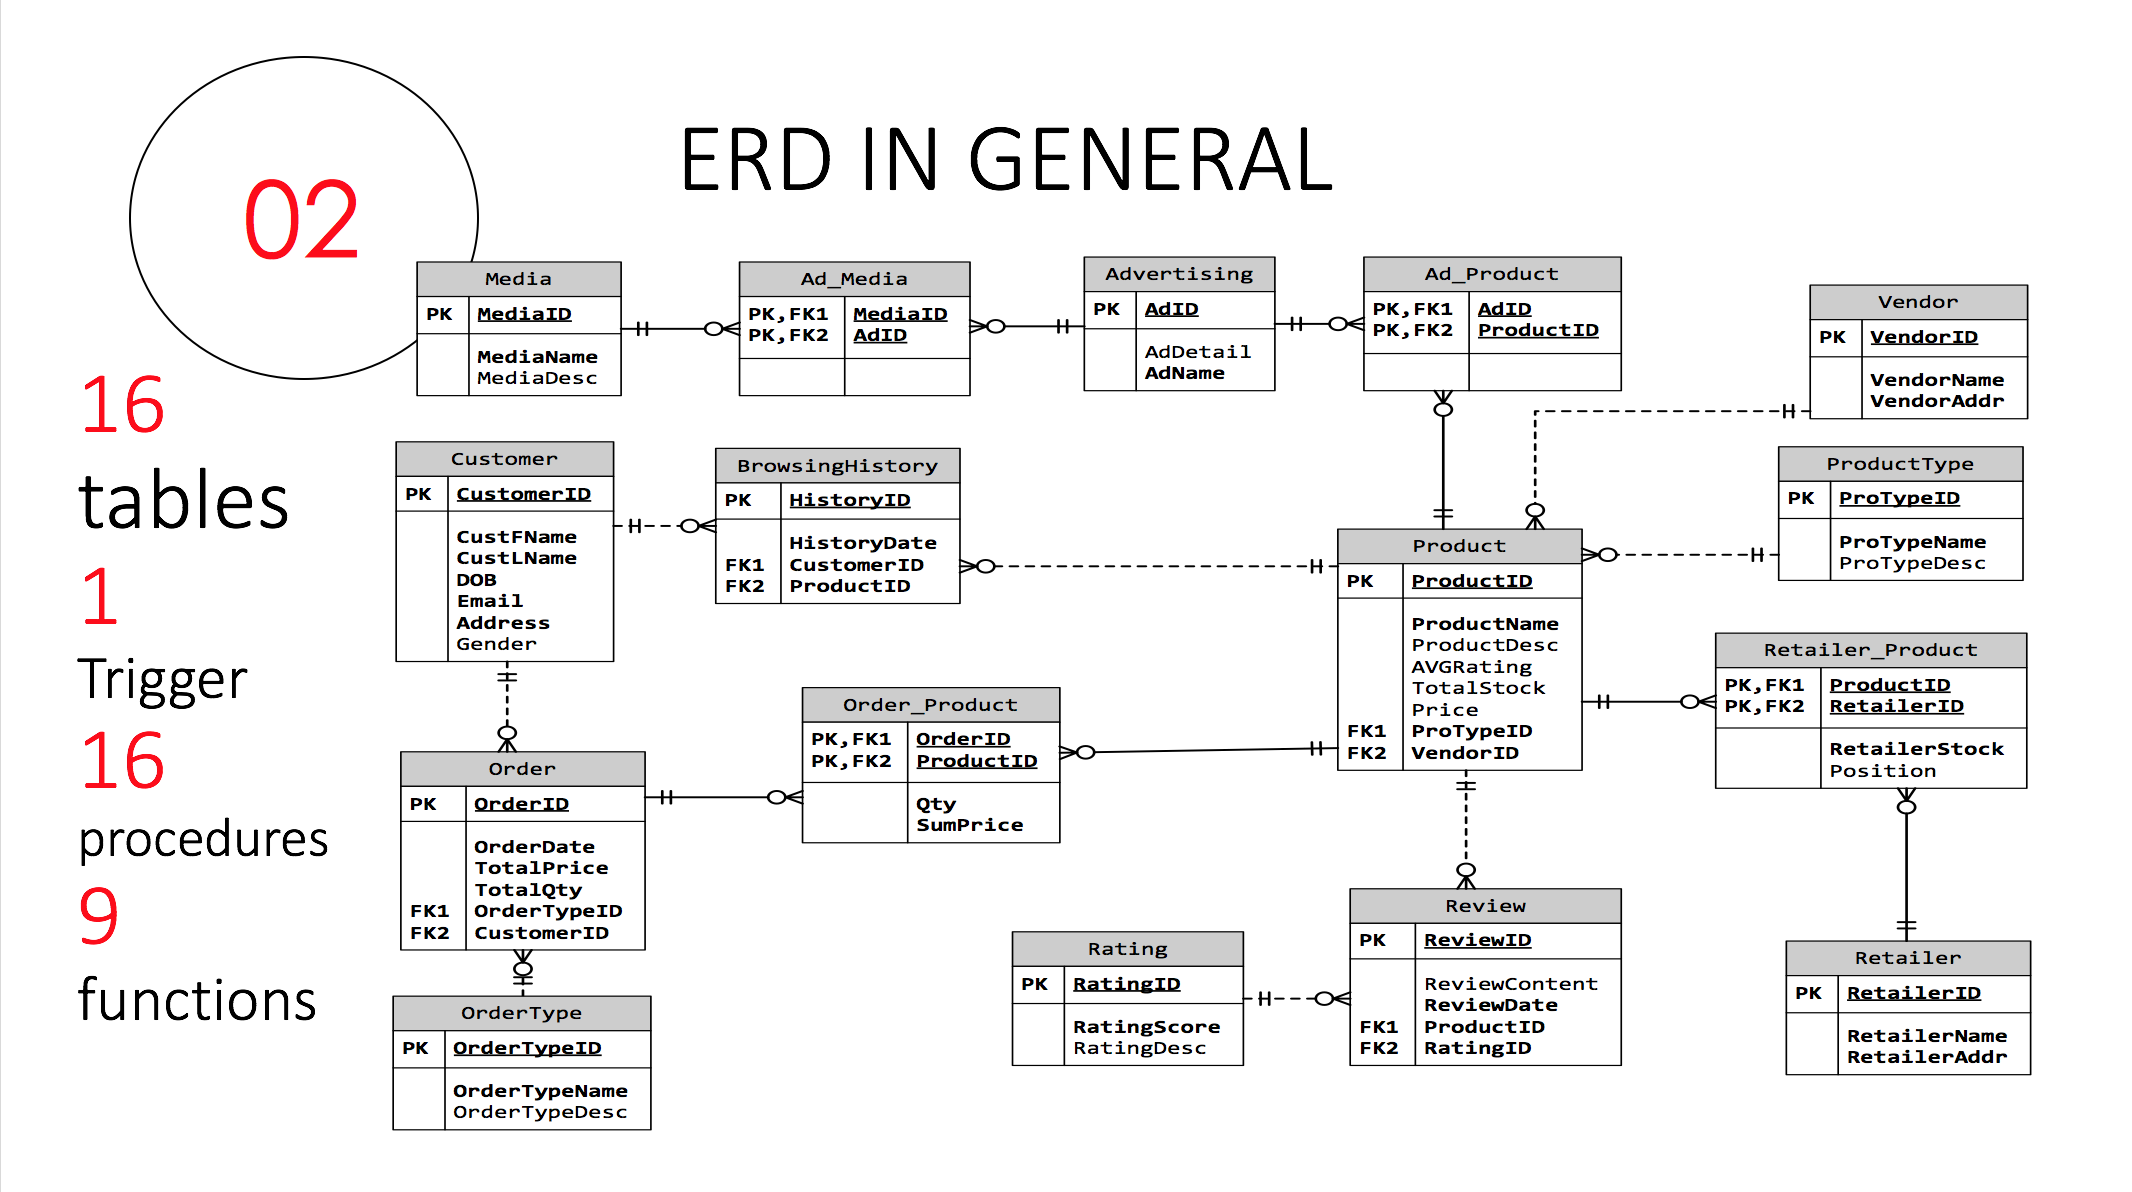 02
ERD IN GENERAL
16
tables
1
Trigger
16
procedures
9
functions
Media
PK MediaID
MediaName
MediaDesc
Ad_Media
PK,FK1 MediaID
PK,FK2 AdID
Advertising
PK AdID
AdDetail
AdName
Ad_Product
PK,FK1 AdID
PK,FK2 ProductID
Vendor
PK VendorID
VendorName
VendorAddr
Customer
PK CustomerID
CustFName
CustLName
DOB
Email
Address
Gender
BrowsingHistory
PK HistoryID
HistoryDate
FK1 CustomerID
FK2 ProductID
Product
PK ProductID
ProductName
ProductDesc
AVGRating
TotalStock
Price
FK1 ProTypeID
FK2 VendorID
ProductType
PK ProTypeID
ProTypeName
ProTypeDesc
Retailer_Product
PK,FK1 ProductID
PK,FK2 RetailerID
RetailerStock
Position
Order_Product
PK,FK1 OrderID
PK,FK2 ProductID
Qty
SumPrice
Order
PK OrderID
OrderDate
TotalPrice
TotalQty
FK1 OrderTypeID
FK2 CustomerID
OrderType
PK OrderTypeID
OrderTypeName
OrderTypeDesc
Rating
PK RatingID
RatingScore
RatingDesc
Review
PK ReviewID
ReviewContent
ReviewDate
FK1 ProductID
FK2 RatingID
Retailer
PK RetailerID
RetailerName
RetailerAddr